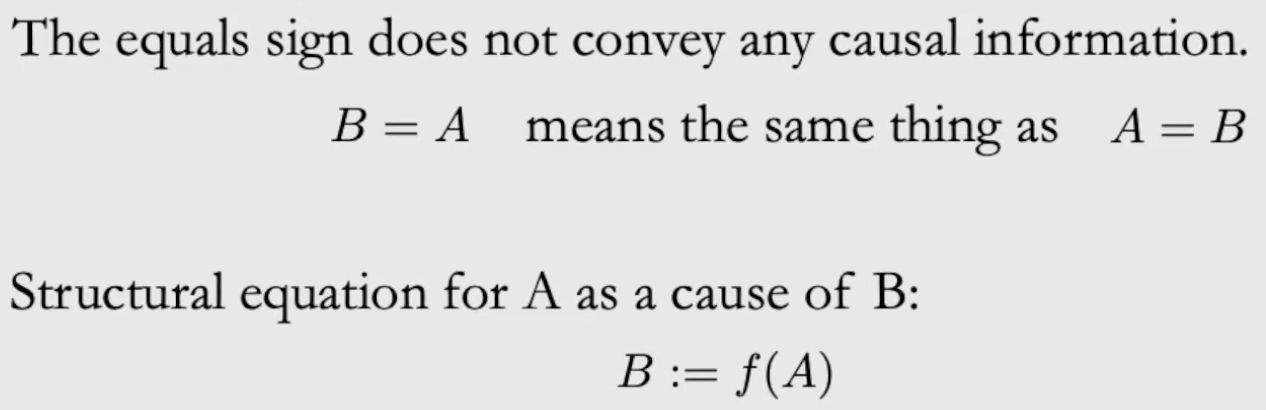 The equals sign does not convey any causal information.
B = A means the same thing as A = B
Structural equation for A as a cause of B:
B := f(A)